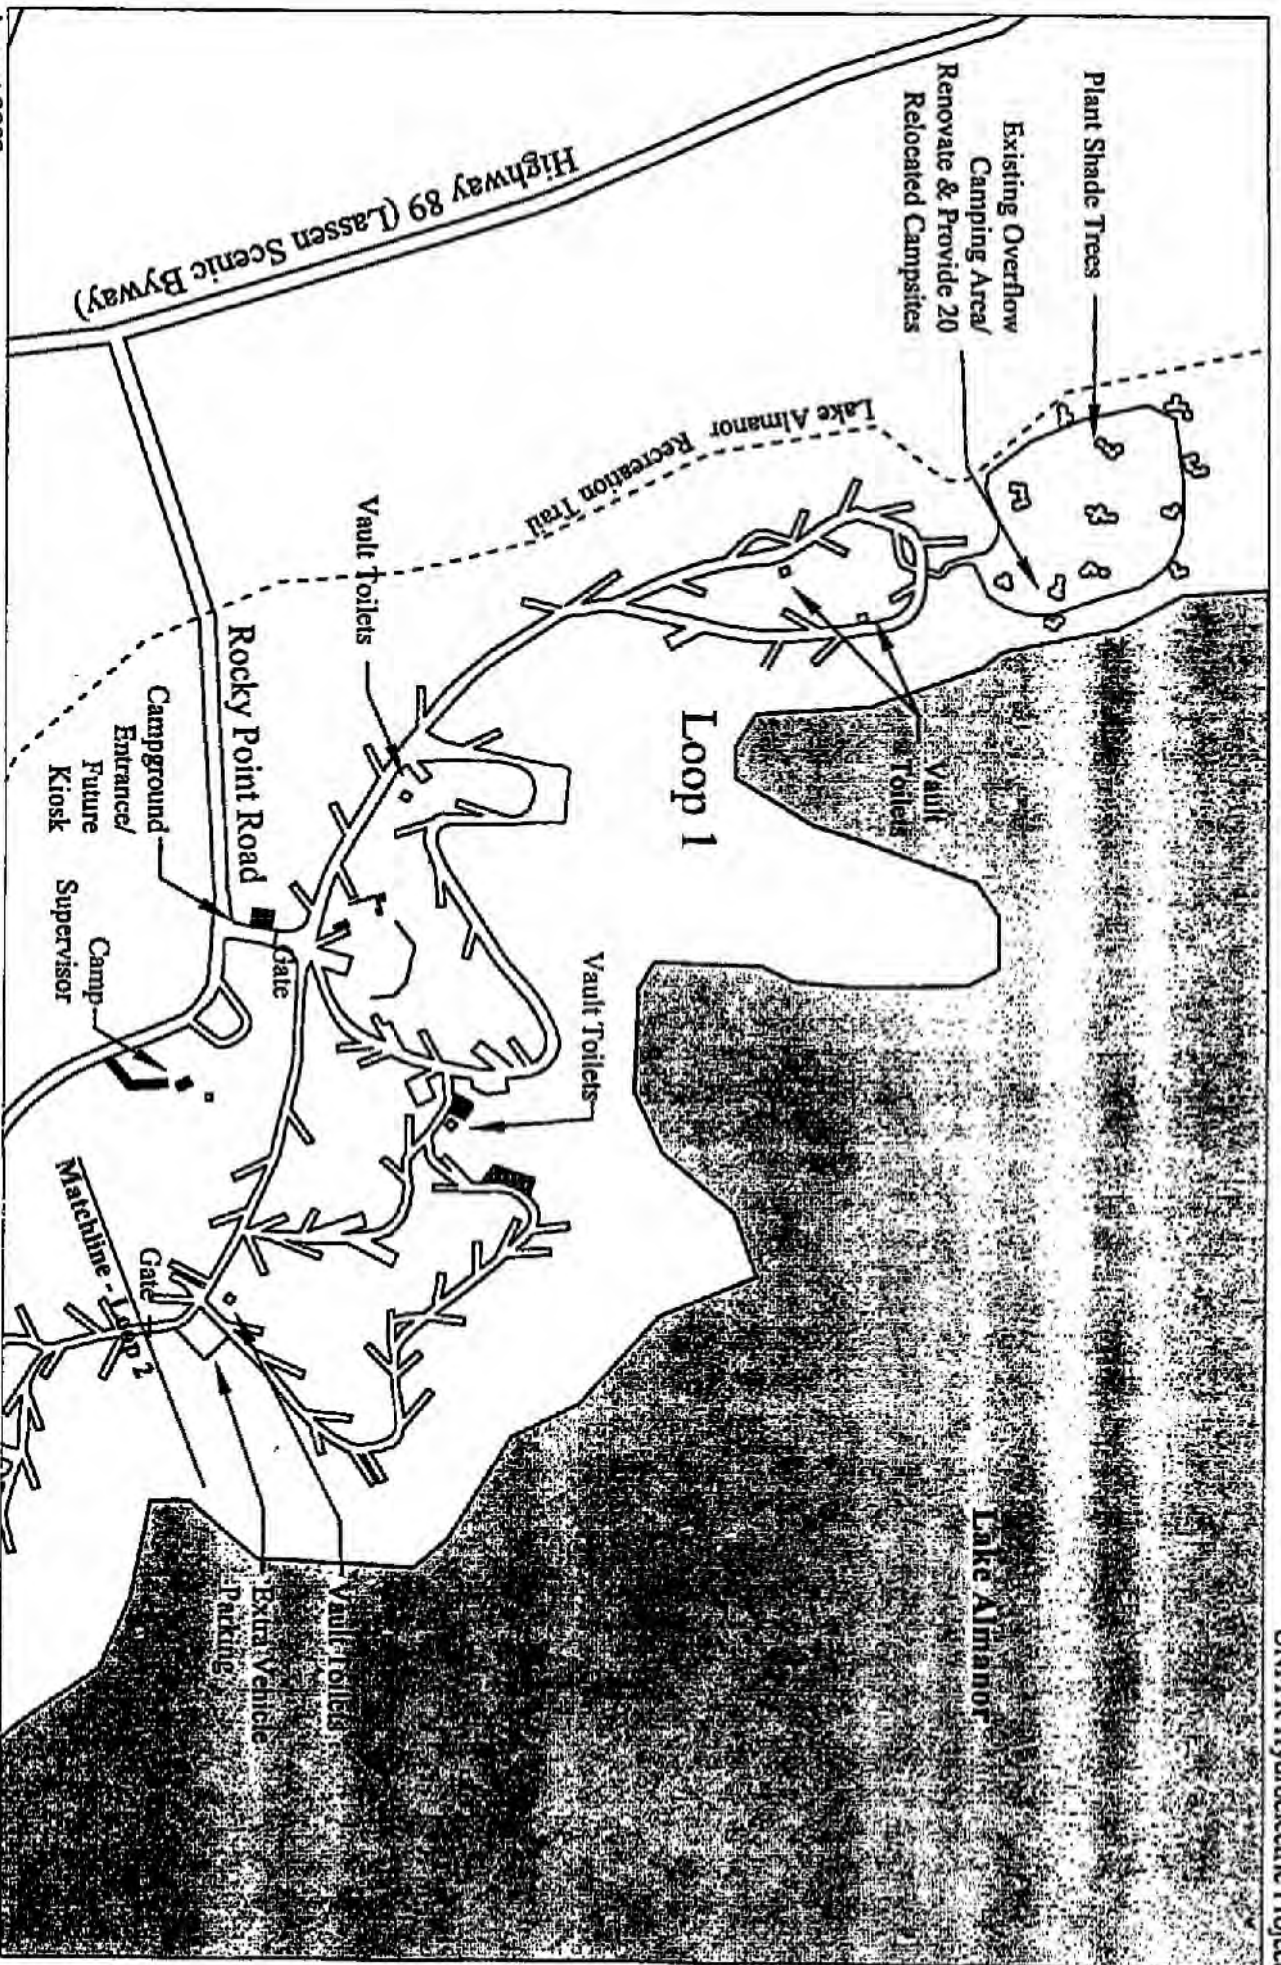 Plant Shade Trees
Existing Overflow
Camping Area/
Renovate & Provide 20
Relocated Campsites
Highway 89 (Lassen Scenic Byway)
Lake Almanor Recreation Trail
Vault
Toilets
Loop 1
Lake Almanor
Vault Toilets
Vault Toilets
Rocky Point Road
Campground
Entrance/
Future
Kiosk
Gate
Camp
Supervisor
Matchline - Loop 2
Gate
Vault Toilet
Extra Vehicle
Parking